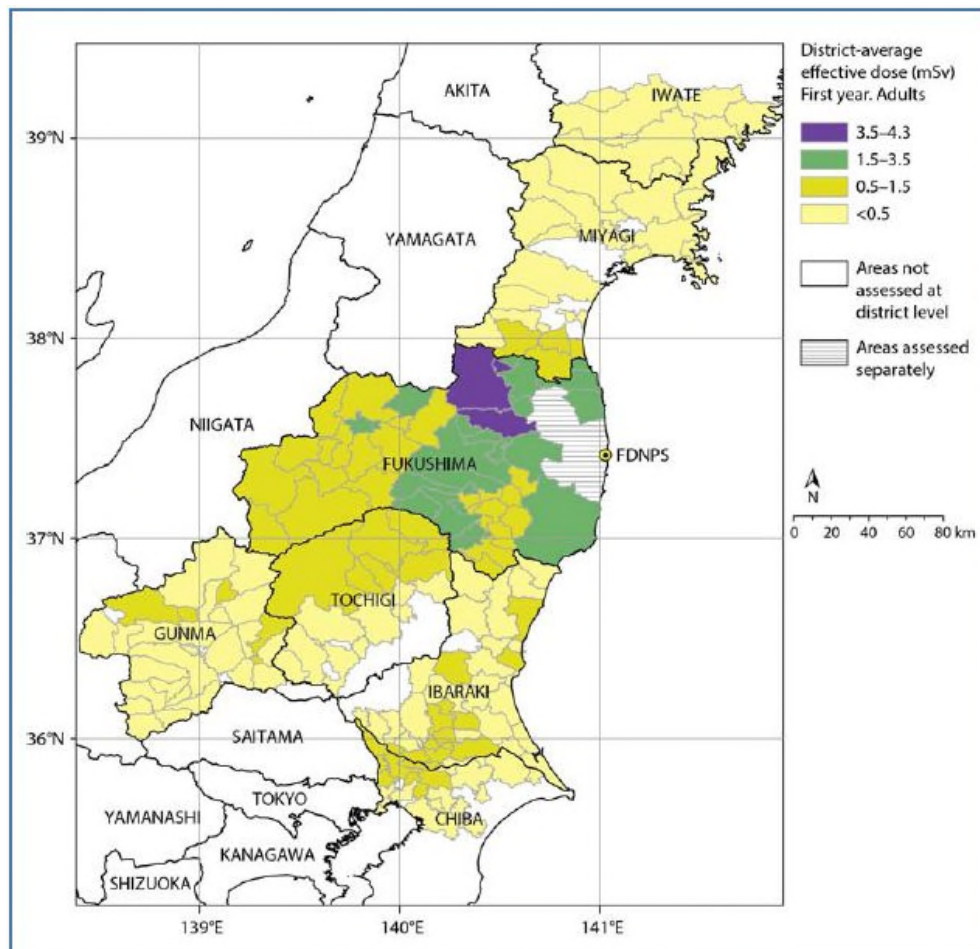 District-average
effective dose (mSv)
First year. Adults
3.5–4.3
1.5–3.5
0.5–1.5
<0.5
Areas not
assessed at
district level
Areas assessed
separately
N
0 20 40 60 80 km
39°N
38°N
37°N
36°N
139°E
140°E
141°E
AKITA
IWATE
YAMAGATA
MIYAGI
NIIGATA
FUKUSHIMA
FDNPS
TOCHIGI
GUNMA
IBARAKI
SAITAMA
TOKYO
YAMANASHI
CHIBA
KANAGAWA
SHIZUOKA